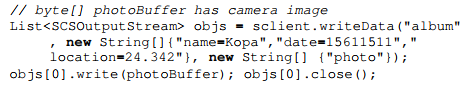 // byte[] photoBuffer has camera image
List<SCSOutputStream> objs = sclient.writeData("album"
, new String[]{"name=Kopa","date=15611511","
location=24.342"}, new String[] {"photo"});
objs[0].write(photoBuffer); objs[0].close();